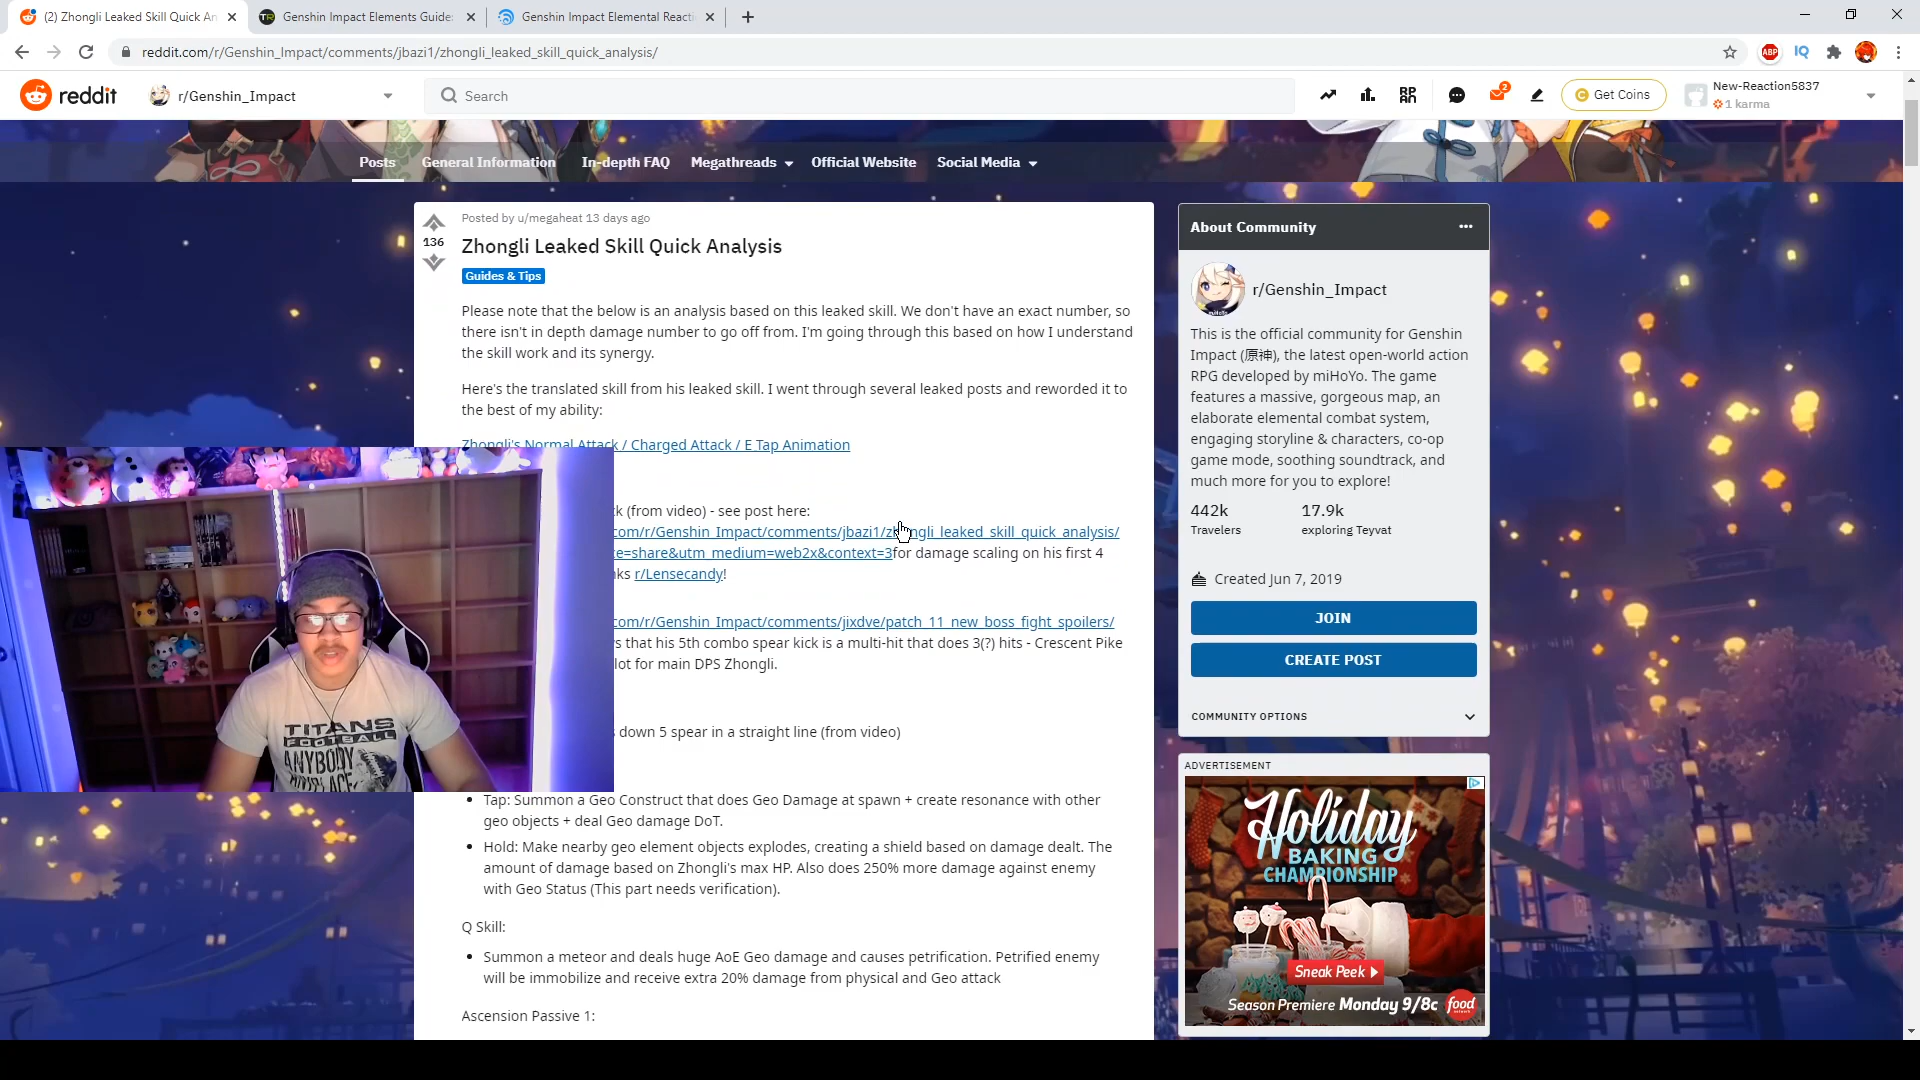 (2) Zhongli Leaked Skill Quick An
Genshin Impact Elements Guide:
Genshin Impact Elemental Reacti
reddit.com/r/Genshin_Impact/comments/jbazi1/zhongli_leaked_skill_quick_analysis/
ABP
IQ
reddit
r/Genshin_Impact
Search
2
Get Coins
New-Reaction5837
1 karma
Posts
General Information
In-depth FAQ
Megathreads
Official Website
Social Media
Posted by u/megaheat 13 days ago
136
Zhongli Leaked Skill Quick Analysis
Guides & Tips
Please note that the below is an analysis based on this leaked skill. We don't have an exact number, so
there isn't in depth damage number to go off from. I'm going through this based on how I understand
the skill work and its synergy.
Here's the translated skill from his leaked skill. I went through several leaked posts and reworded it to
the best of my ability:
Zhongli's Normal Attack / Charged Attack / E Tap Animation
(from video) - see post here:
com/r/Genshin_Impact/comments/jbazi1/zhongli_leaked_skill_quick_analysis/
e=share&utm_medium=web2x&context=3for damage scaling on his first 4
r/Lensecandy!
com/r/Genshin_Impact/comments/jixdve/patch_11_new_boss_fight_spoilers/
that his 5th combo spear kick is a multi-hit that does 3(?) hits - Crescent Pike
lot for main DPS Zhongli.
down 5 spear in a straight line (from video)
TITANS
FOOTBALL
ANYBODY
• Tap: Summon a Geo Construct that does Geo Damage at spawn + create resonance with other
geo objects + deal Geo damage DoT.
• Hold: Make nearby geo element objects explodes, creating a shield based on damage dealt. The
amount of damage based on Zhongli's max HP. Also does 250% more damage against enemy
with Geo Status (This part needs verification).
Q Skill:
• Summon a meteor and deals huge AoE Geo damage and causes petrification. Petrified enemy
will be immobilize and receive extra 20% damage from physical and Geo attack
Ascension Passive 1:
About Community
r/Genshin_Impact
This is the official community for Genshin
Impact (原神), the latest open-world action
RPG developed by miHoYo. The game
features a massive, gorgeous map, an
elaborate elemental combat system,
engaging storyline & characters, co-op
game mode, soothing soundtrack, and
much more for you to explore!
442k
17.9k
Travelers
exploring Teyvat
Created Jun 7, 2019
JOIN
CREATE POST
COMMUNITY OPTIONS
ADVERTISEMENT
Holiday
BAKING
CHAMPIONSHIP
Sneak Peek
Season Premiere Monday 9/8c food